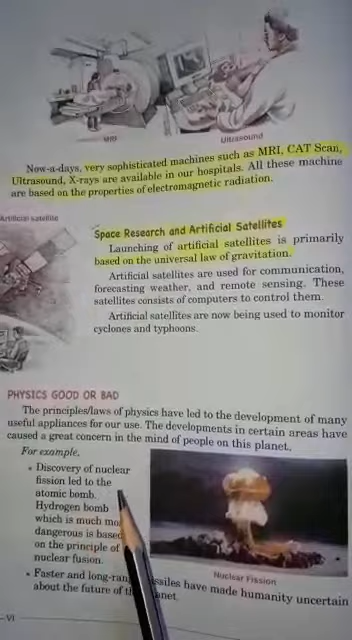 MRI
Ultrasound
Now-a-days, very sophisticated machines such as MRI, CAT Scan,
Ultrasound, X-rays are available in our hospitals. All these machine
are based on the properties of electromagnetic radiation.
Artificial satellite
Space Research and Artificial Satellites
Launching of artificial satellites is primarily
based on the universal law of gravitation.
Artificial satellites are used for communication,
forecasting weather, and remote sensing. These
satellites consists of computers to control them.
Artificial satellites are now being used to monitor
cyclones and typhoons.
PHYSICS GOOD OR BAD
The principles/laws of physics have led to the development of many
useful appliances for our use. The developments in certain areas have
caused a great concern in the mind of people on this planet.
For example,
Discovery of nuclear
fission led to the
atomic bomb.
Hydrogen bomb
which is much mo
dangerous is based
on the principle of
nuclear fusion.
Nuclear Fission
Faster and long-ran ssiles have made humanity uncertain
about the future of th anet.
- VI